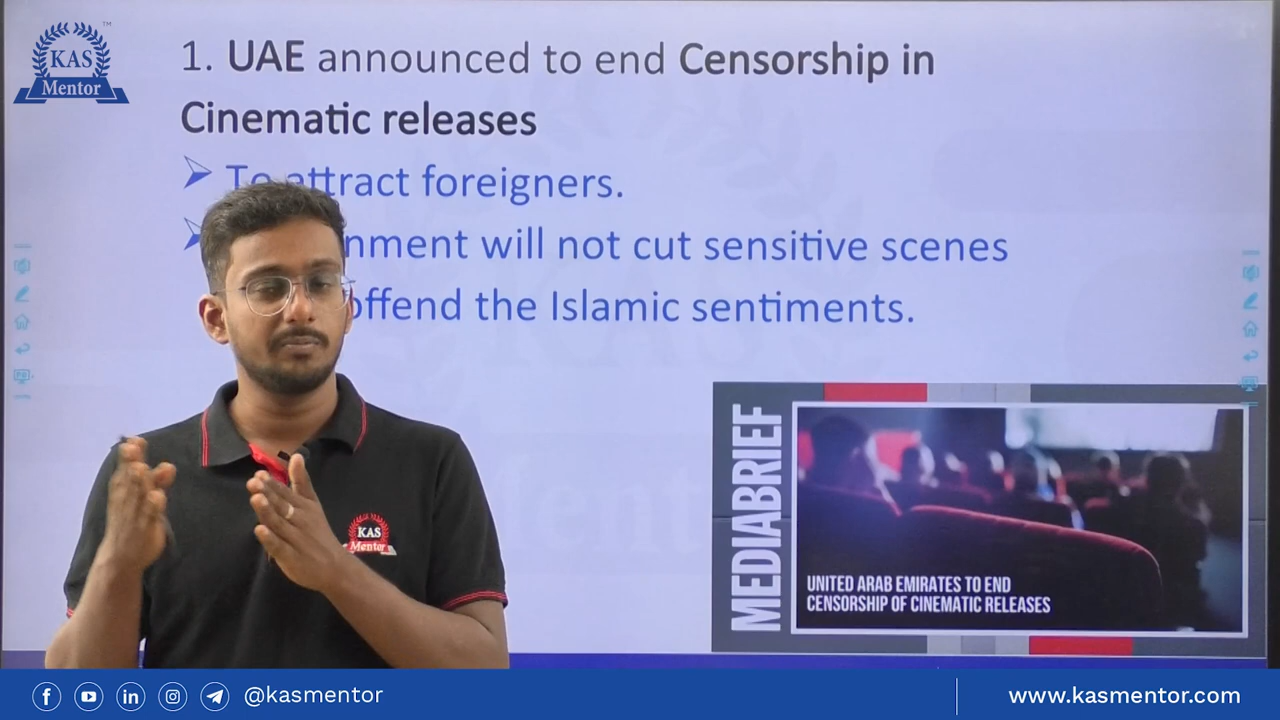 KAS
Mentor
TM
1. UAE announced to end Censorship in
Cinematic releases
To attract foreigners.
nment will not cut sensitive scenes
offend the Islamic sentiments.
KAS
Mentor
MEDIABRIEF
UNITED ARAB EMIRATES TO END
CENSORSHIP OF CINEMATIC RELEASES
@kasmentor
www.kasmentor.com